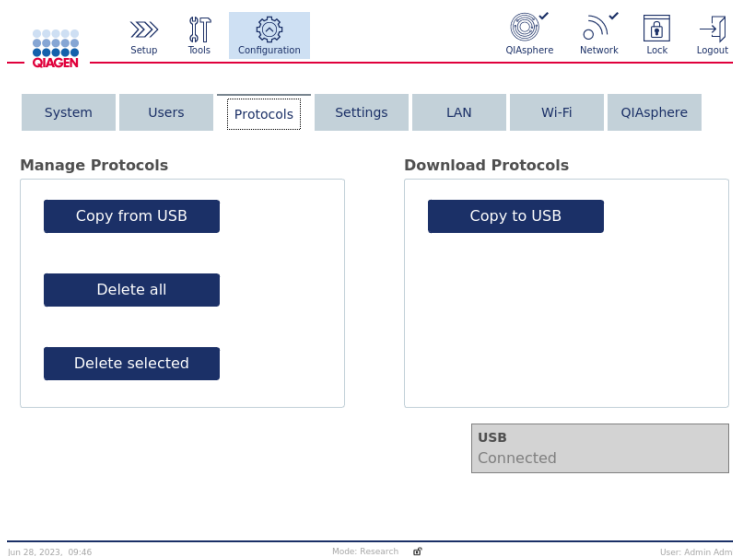 QIAGEN
Setup
Tools
Configuration
QIAsphere
Network
Lock
Logout
System
Users
Protocols
Settings
LAN
Wi-Fi
QIAsphere
Manage Protocols
Copy from USB
Delete all
Delete selected
Download Protocols
Copy to USB
USB
Connected
Jun 28, 2023, 09:46
Mode: Research
User: Admin Adm